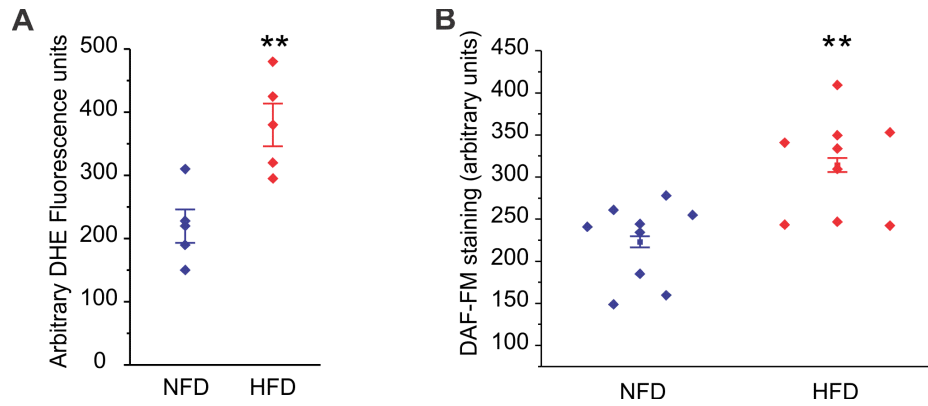 A
Arbitrary DHE Fluorescence units
500
400
300
200
100
0
**
NFD
HFD
B
DAF-FM staining (arbitrary units)
450
400
350
300
250
200
150
100
**
NFD
HFD